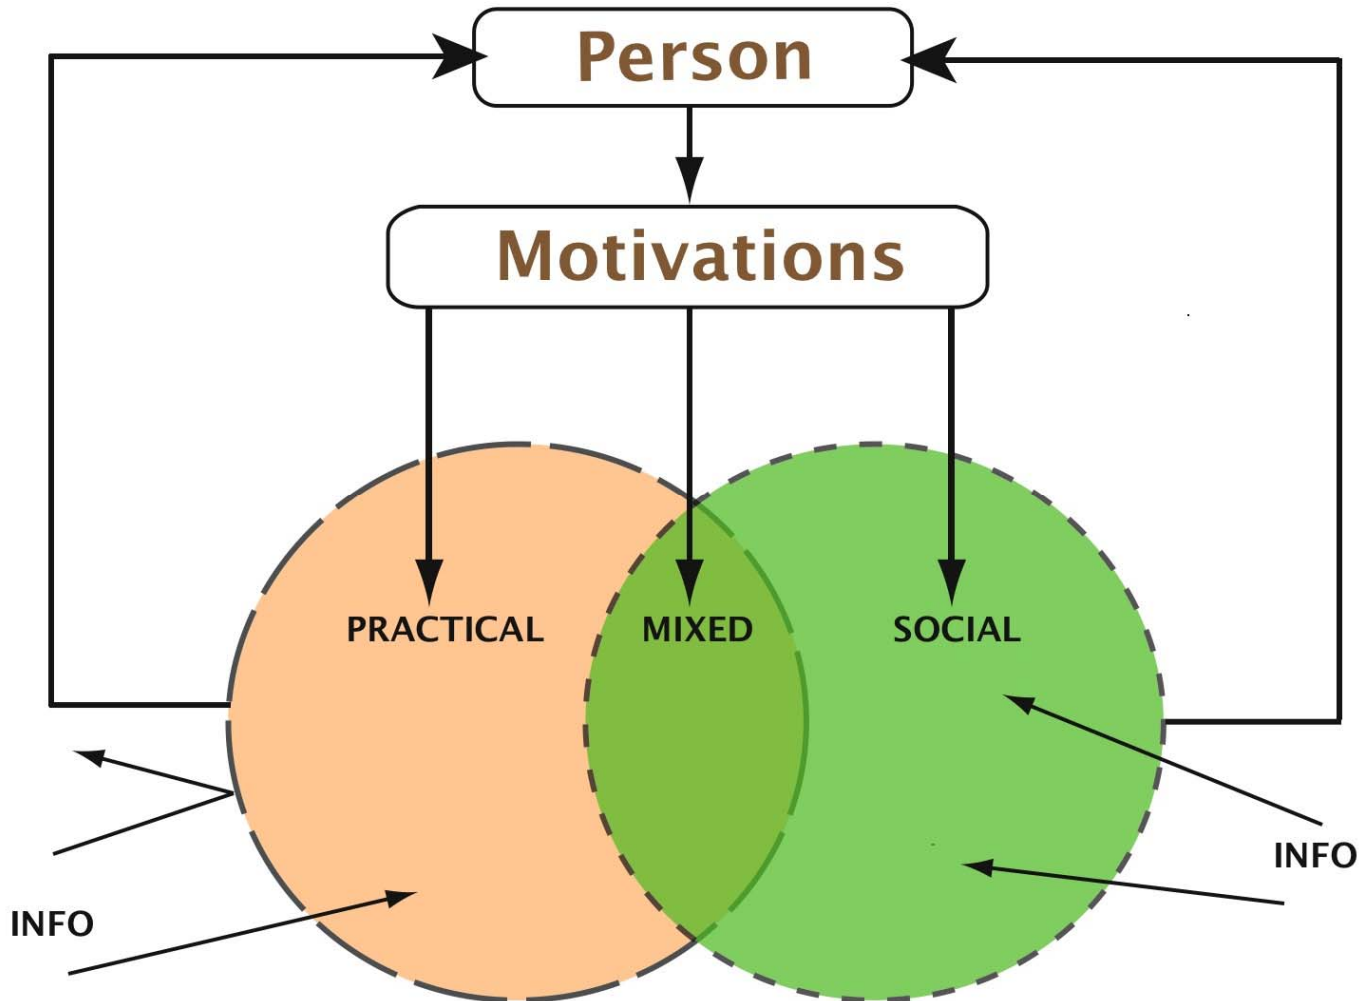 Person
Motivations
PRACTICAL
MIXED
SOCIAL
INFO
INFO